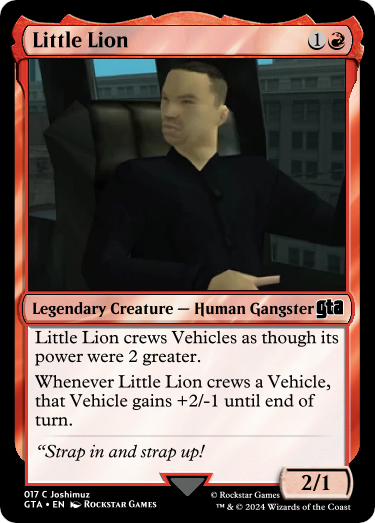 Little Lion 1
Legendary Creature — Human Gangster gta
Little Lion crews Vehicles as though its
power were 2 greater.
Whenever Little Lion crews a Vehicle,
that Vehicle gains +2/-1 until end of
turn.
“Strap in and strap up!
2/1
017 C Joshimuz
GTA • EN Rockstar Games
© Rockstar Games
™ & © 2024 Wizards of the Coast